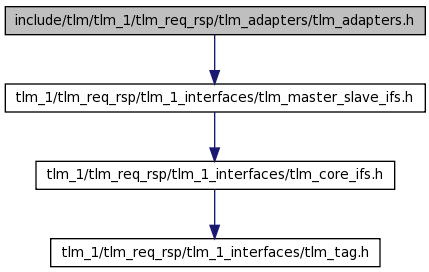 include/tlm/tlm_1/tlm_req_rsp/tlm_adapters/tlm_adapters.h
tlm_1/tlm_req_rsp/tlm_1_interfaces/tlm_master_slave_ifs.h
tlm_1/tlm_req_rsp/tlm_1_interfaces/tlm_core_ifs.h
tlm_1/tlm_req_rsp/tlm_1_interfaces/tlm_tag.h